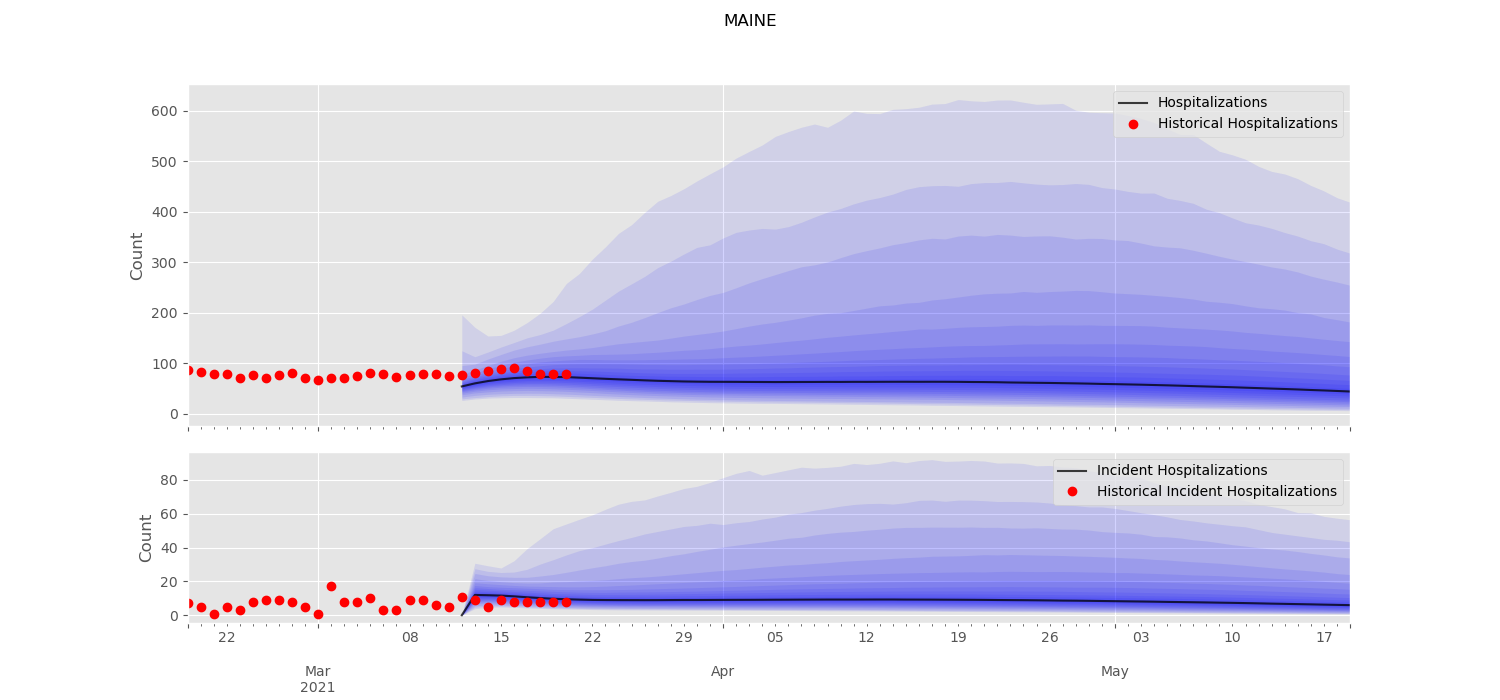 MAINE
Hospitalizations
Historical Hospitalizations
Count
600
500
400
300
200
100
0
Incident Hospitalizations
Historical Incident Hospitalizations
Count
80
60
40
20
0
22 08 15 22 29 05 12 19 26 03 10 17
Mar Apr May
2021